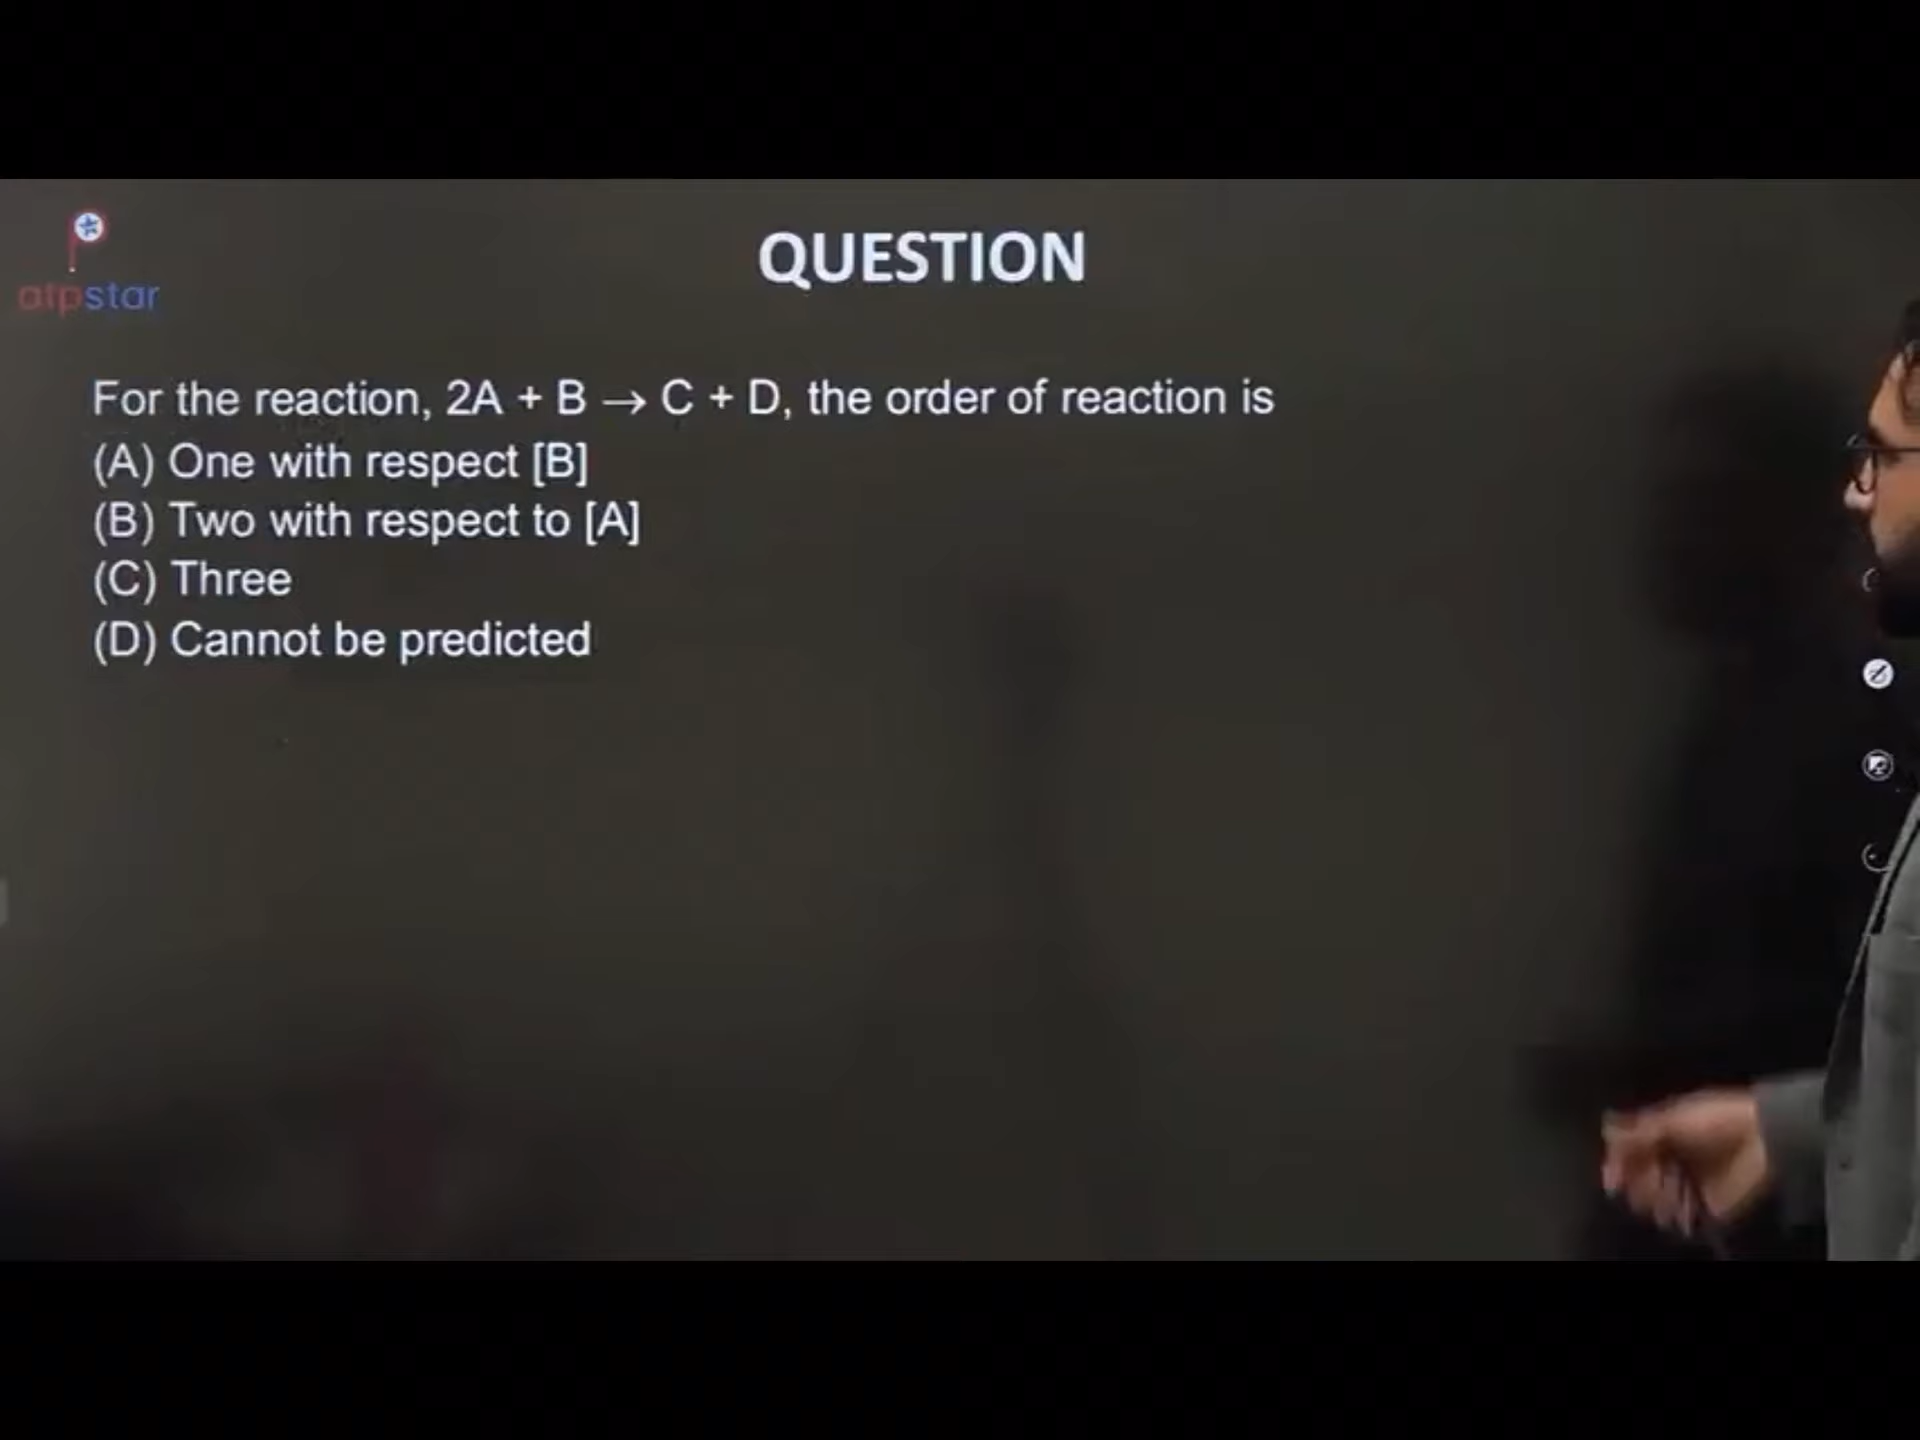 QUESTION
atpstar
For the reaction, 2A + B → C + D, the order of reaction is
(A) One with respect [B]
(B) Two with respect to [A]
(C) Three
(D) Cannot be predicted